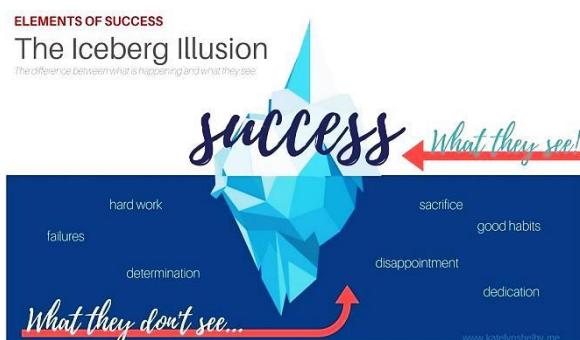 ELEMENTS OF SUCCESS
The Iceberg Illusion
The difference between what is happening and what they see.
success
What they see!
hard work
sacrifice
failures
good habits
determination
disappointment
dedication
What they don't see...
www.katelynshelby.me